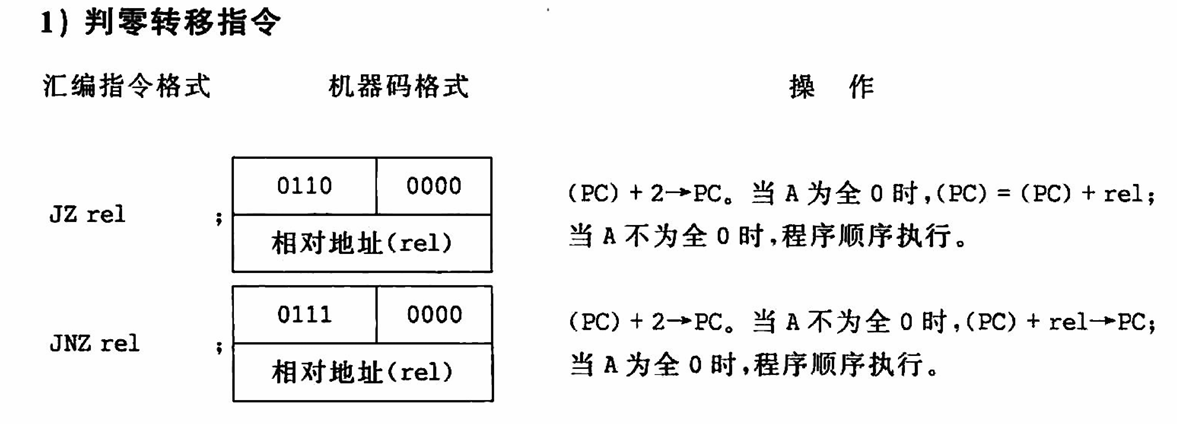 1) 判零转移指令
汇编指令格式 机器码格式 操 作
0110 0000
(PC) + 2→PC。当 A 为全 0 时,(PC) = (PC) + rel;
JZ rel ;
相对地址(rel)
当 A 不为全 0 时,程序顺序执行。
0111 0000
(PC) + 2→PC。当 A 不为全 0 时,(PC) + rel→PC;
JNZ rel ;
相对地址(rel)
当 A 为全 0 时,程序顺序执行。